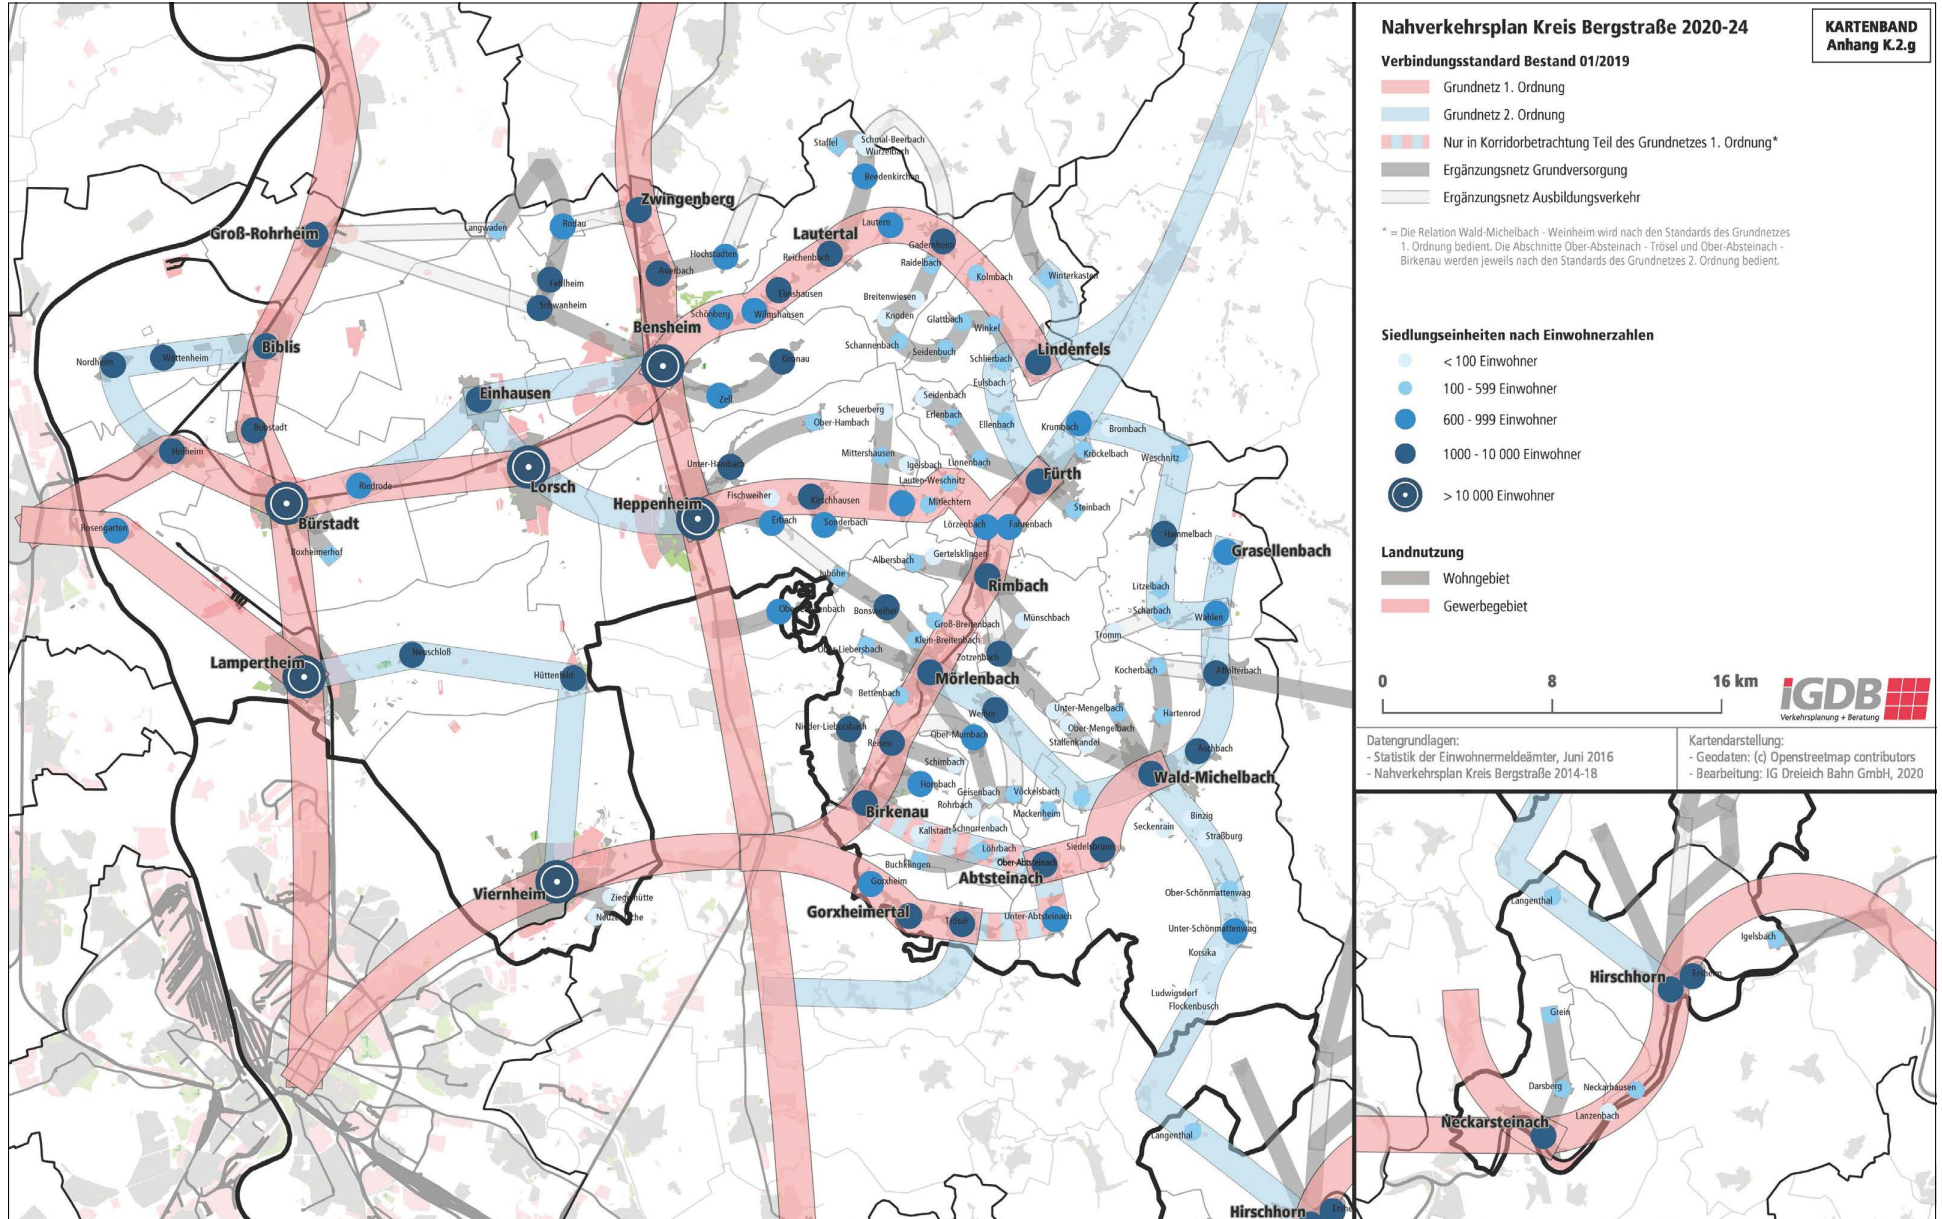 Nahverkehrsplan Kreis Bergstraße 2020-24
KARTENBAND
Anhang K.2.g
Verbindungsstandard Bestand 01/2019
Grundnetz 1. Ordnung
Grundnetz 2. Ordnung
Nur in Korridorbetrachtung Teil des Grundnetzes 1. Ordnung*
Ergänzungsnetz Grundversorgung
Ergänzungsnetz Ausbildungsverkehr
* = Die Relation Wald-Michelbach - Weinheim wird nach den Standards des Grundnetzes
1. Ordnung bedient. Die Abschnitte Ober-Absteinach - Trösel und Ober-Absteinach -
Birkenau werden jeweils nach den Standards des Grundnetzes 2. Ordnung bedient.
Siedlungseinheiten nach Einwohnerzahlen
< 100 Einwohner
100 - 599 Einwohner
600 - 999 Einwohner
1000 - 10 000 Einwohner
> 10 000 Einwohner
Landnutzung
Wohngebiet
Gewerbegebiet
0 8 16 km
iGDB
Verkehrsplanung + Beratung
Datengrundlagen:
- Statistik der Einwohnermeldeämter, Juni 2016
- Nahverkehrsplan Kreis Bergstraße 2014-18
Kartendarstellung:
- Geodaten: (c) Openstreetmap contributors
- Bearbeitung: IG Dreieich Bahn GmbH, 2020
Staffel
Schmal-Beerbach
Wurzelbach
Beedenkirchen
Zwingenberg
Groß-Rohrheim
Langwaden
Rodau
Lautern
Lautertal
Gadernheim
Hochstädten
Reichenbach
Raidelbach
Auerbach
Kolmbach
Winterkasten
Fehlheim
Elmshausen
Breitenwiesen
Schwanheim
Schönberg
Wilmshausen
Knoden
Glattbach
Winkel
Bensheim
Schannenbach
Seidenbuch
Biblis
Nordheim
Wattenheim
Gronau
Schlierbach
Lindenfels
Eulsbach
Einhausen
Zell
Seidenbach
Scheuerberg
Erlenbach
Ober-Hambach
Ellenbach
Krumbach
Brombach
Bobstadt
Hofheim
Mittershausen
Kröckelbach
Weschnitz
Unter-Hambach
Igelsbach
Linnenbach
Riedrode
Lorsch
Lauten-Weschnitz
Fürth
Fischweiher
Kirschhausen
Mitlechtern
Heppenheim
Steinbach
Bürstadt
Rosengarten
Erbach
Sonderbach
Lörzenbach
Fahrenbach
Hammelbach
Boxheimerhof
Gertelsklingen
Albersbach
Grasellenbach
Juhöhe
Rimbach
Litzelbach
Bonsweiher
Scharbach
Wahlen
Groß-Breitenbach
Münschbach
Klein-Breitenbach
Tromm
Ober-Liebersbach
Neuschloß
Zotzenbach
Lampertheim
Hüttenfeld
Mörlenbach
Kocherbach
Affolterbach
Bettenbach
Unter-Mengelbach
Hartenrod
Weiher
Nieder-Liebersbach
Ober-Mengelbach
Reisen
Ober-Mumbach
Stallenkandel
Aschbach
Schimbach
Wald-Michelbach
Hornbach
Geisenbach
Vöckelsbach
Rohrbach
Birkenau
Mackenheim
Binzig
Kallstadt
Schnorrenbach
Seckenrain
Straßburg
Löhrbach
Siedelsbrunn
Buchklingen
Ober-Abtsteinach
Abtsteinach
Gorxheim
Viernheim
Ziegelhütte
Neuzenlache
Ober-Schönmattenwag
Gorxheimertal
Trösel
Unter-Abtsteinach
Unter-Schönmattenwag
Korsika
Ludwigsdorf
Flockenbusch
Langenthal
Hirschhorn
Langenthal
Igelsbach
Hirschhorn
Ersheim
Grein
Darsberg
Neckarhausen
Lanzenbach
Neckarsteinach